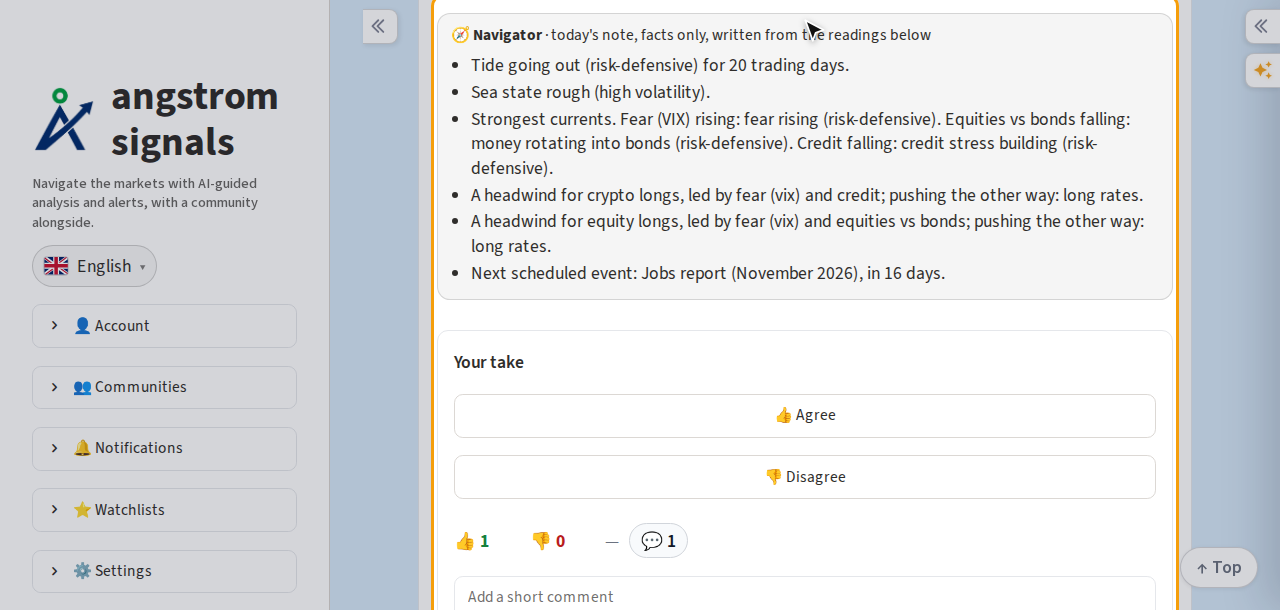 angstrom
signals
Navigate the markets with AI-guided
analysis and alerts, with a community
alongside.
English
Account
Communities
Notifications
Watchlists
Settings
Navigator · today's note, facts only, written from the readings below
Tide going out (risk-defensive) for 20 trading days.
Sea state rough (high volatility).
Strongest currents. Fear (VIX) rising: fear rising (risk-defensive). Equities vs bonds falling:
money rotating into bonds (risk-defensive). Credit falling: credit stress building (risk-
defensive).
A headwind for crypto longs, led by fear (vix) and credit; pushing the other way: long rates.
A headwind for equity longs, led by fear (vix) and equities vs bonds; pushing the other way:
long rates.
Next scheduled event: Jobs report (November 2026), in 16 days.
Your take
👍 Agree
👎 Disagree
👍 1 👎 0 — 💬 1
Add a short comment
↑ Top